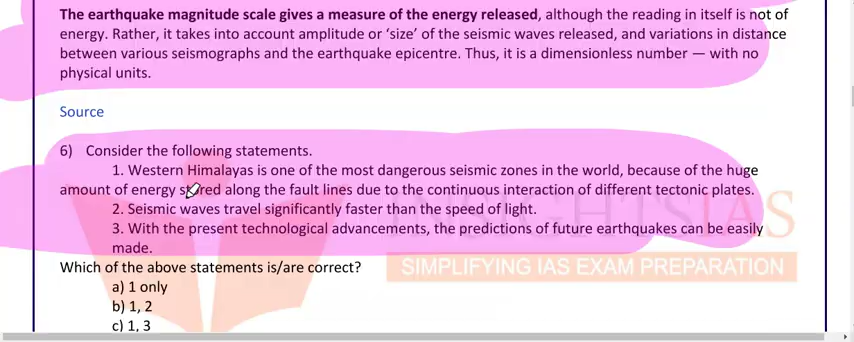 The earthquake magnitude scale gives a measure of the energy released, although the reading in itself is not of
energy. Rather, it takes into account amplitude or ‘size’ of the seismic waves released, and variations in distance
between various seismographs and the earthquake epicentre. Thus, it is a dimensionless number — with no
physical units.
Source
6) Consider the following statements.
1. Western Himalayas is one of the most dangerous seismic zones in the world, because of the huge
amount of energy stored along the fault lines due to the continuous interaction of different tectonic plates.
2. Seismic waves travel significantly faster than the speed of light.
3. With the present technological advancements, the predictions of future earthquakes can be easily
made.
INSIGHTSIAS
SIMPLIFYING IAS EXAM PREPARATION
Which of the above statements is/are correct?
a) 1 only
b) 1, 2
c) 1, 3